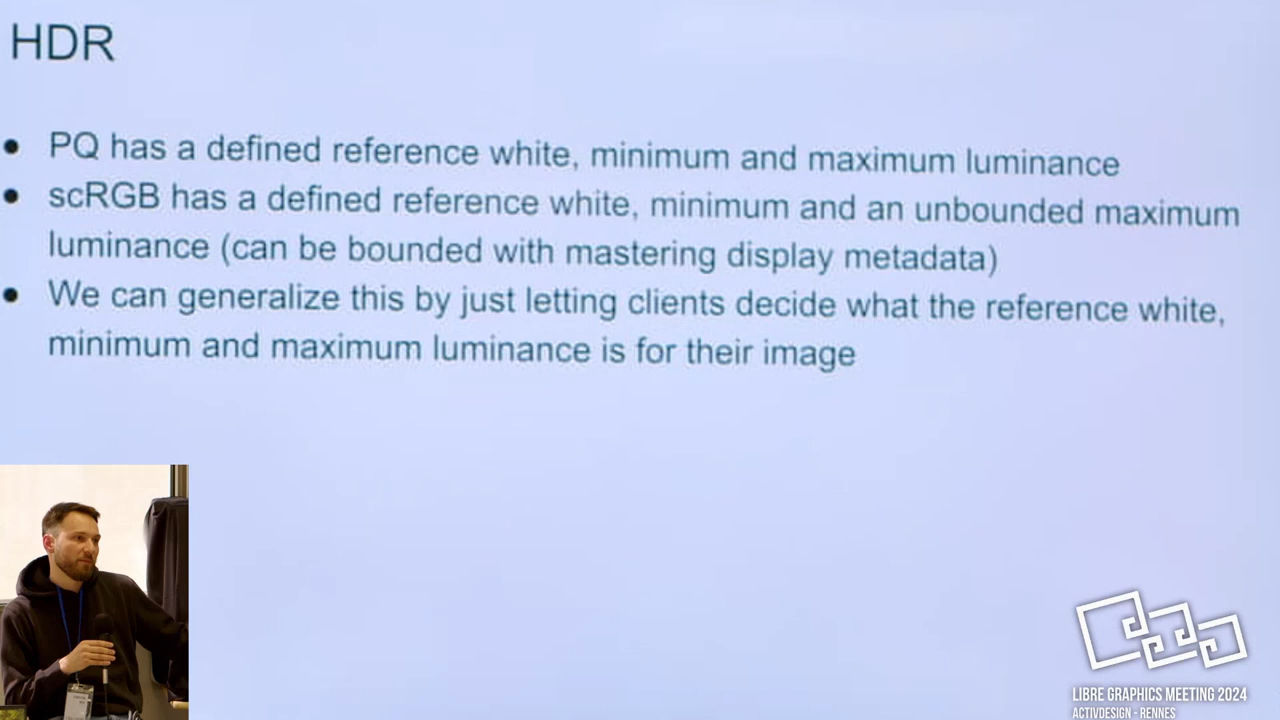 HDR
• PQ has a defined reference white, minimum and maximum luminance
• scRGB has a defined reference white, minimum and an unbounded maximum
luminance (can be bounded with mastering display metadata)
• We can generalize this by just letting clients decide what the reference white,
minimum and maximum luminance is for their image
LIBRE GRAPHICS MEETING 2024
ACTIVDESIGN - RENNES